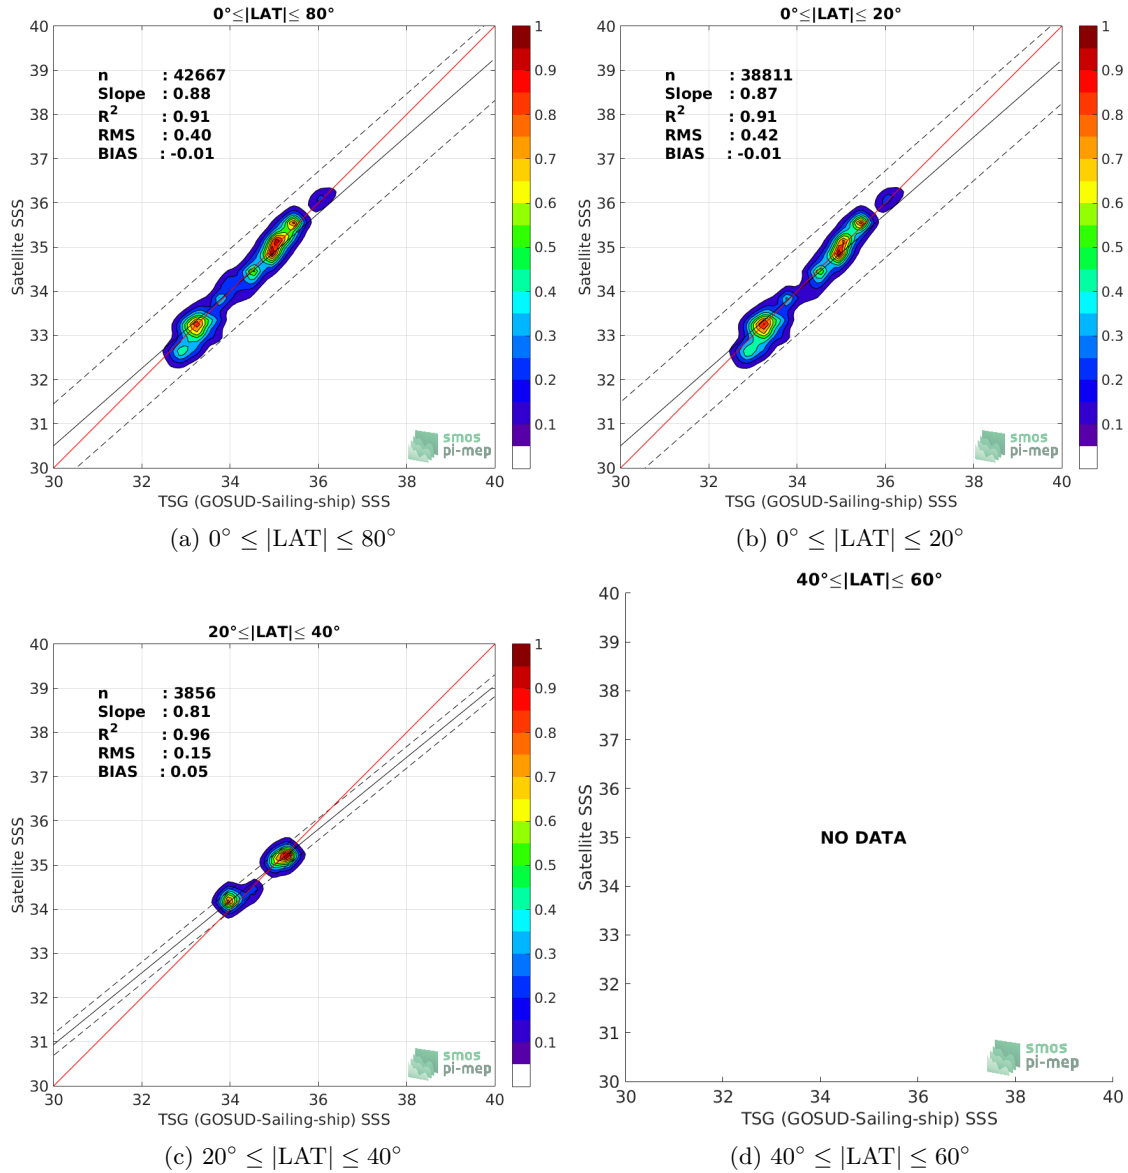 0°≤|LAT|≤ 80°
40
39
38
37
36
35
34
33
32
31
30
30
32
34
36
38
40
n : 42667
Slope : 0.88
R² : 0.91
RMS : 0.40
BIAS : -0.01
Satellite SSS
TSG (GOSUD-Sailing-ship) SSS
smos
pi-mep
1
0.9
0.8
0.7
0.6
0.5
0.4
0.3
0.2
0.1
(a) 0° ≤ |LAT| ≤ 80°
0°≤|LAT|≤ 20°
40
39
38
37
36
35
34
33
32
31
30
30
32
34
36
38
40
n : 38811
Slope : 0.87
R² : 0.91
RMS : 0.42
BIAS : -0.01
Satellite SSS
TSG (GOSUD-Sailing-ship) SSS
smos
pi-mep
1
0.9
0.8
0.7
0.6
0.5
0.4
0.3
0.2
0.1
(b) 0° ≤ |LAT| ≤ 20°
20°≤|LAT|≤ 40°
40
39
38
37
36
35
34
33
32
31
30
30
32
34
36
38
40
n : 3856
Slope : 0.81
R² : 0.96
RMS : 0.15
BIAS : 0.05
Satellite SSS
TSG (GOSUD-Sailing-ship) SSS
smos
pi-mep
1
0.9
0.8
0.7
0.6
0.5
0.4
0.3
0.2
0.1
(c) 20° ≤ |LAT| ≤ 40°
40°≤|LAT|≤ 60°
40
39
38
37
36
35
34
33
32
31
30
30
32
34
36
38
40
NO DATA
Satellite SSS
TSG (GOSUD-Sailing-ship) SSS
smos
pi-mep
(d) 40° ≤ |LAT| ≤ 60°